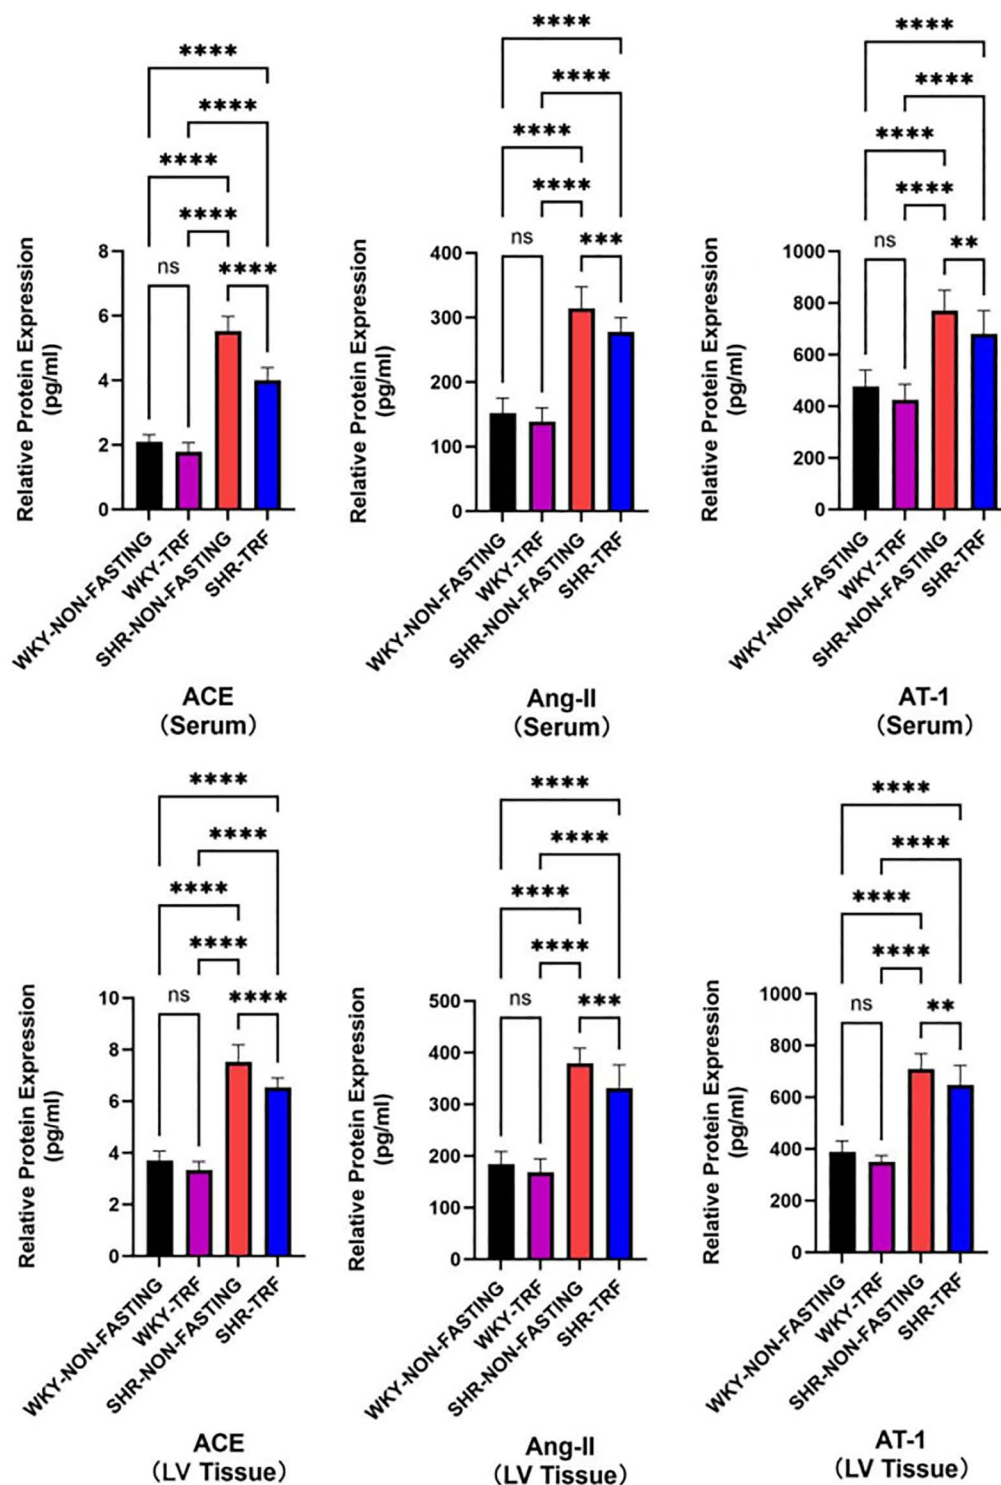 ****
****
****
****
ns
****
8
6
4
2
0
Relative Protein Expression
(pg/ml)
WKY-NON-FASTING
WKY-TRF
SHR-NON-FASTING
SHR-TRF
ACE
（Serum）
****
****
****
****
ns
***
400
300
200
100
0
Relative Protein Expression
(pg/ml)
WKY-NON-FASTING
WKY-TRF
SHR-NON-FASTING
SHR-TRF
Ang-II
（Serum）
****
****
****
****
ns
**
1000
800
600
400
200
0
Relative Protein Expression
(pg/ml)
WKY-NON-FASTING
WKY-TRF
SHR-NON-FASTING
SHR-TRF
AT-1
（Serum）
****
****
****
****
ns
****
10
8
6
4
2
0
Relative Protein Expression
(pg/ml)
WKY-NON-FASTING
WKY-TRF
SHR-NON-FASTING
SHR-TRF
ACE
（LV Tissue）
****
****
****
****
ns
***
500
400
300
200
100
0
Relative Protein Expression
(pg/ml)
WKY-NON-FASTING
WKY-TRF
SHR-NON-FASTING
SHR-TRF
Ang-II
（LV Tissue）
****
****
****
****
ns
**
1000
800
600
400
200
0
Relative Protein Expression
(pg/ml)
WKY-NON-FASTING
WKY-TRF
SHR-NON-FASTING
SHR-TRF
AT-1
（LV Tissue）